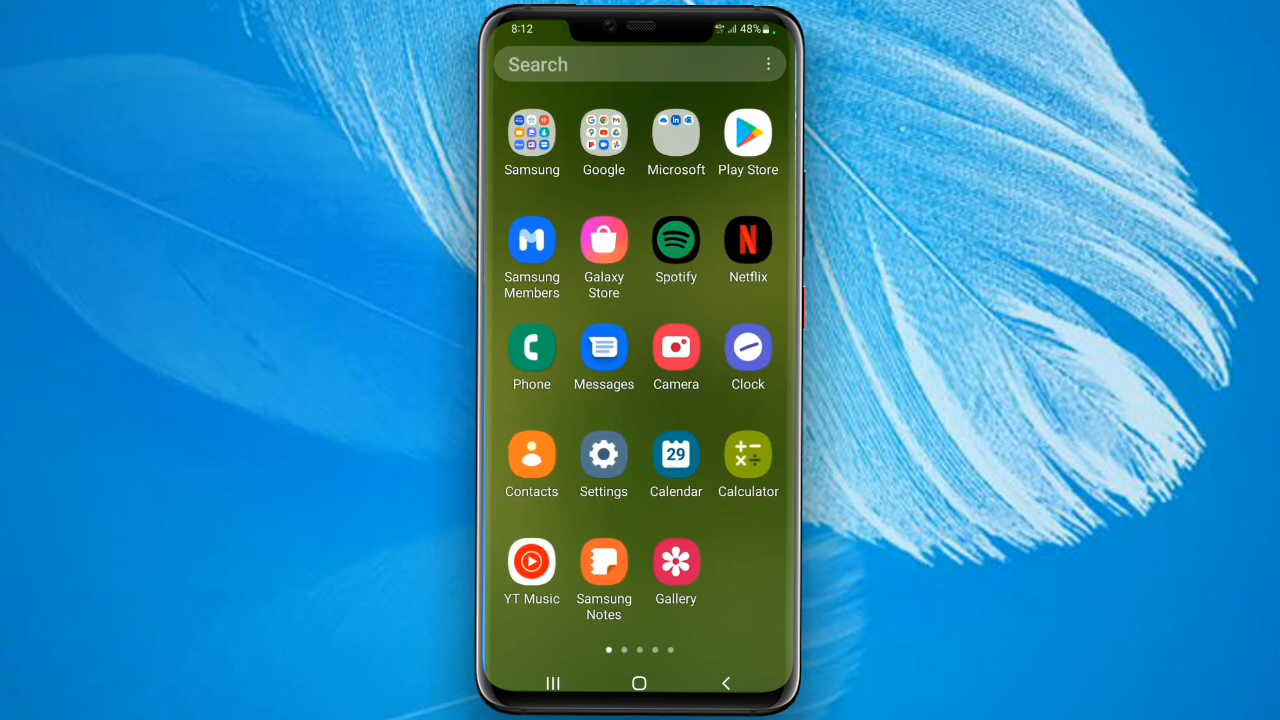 8:12
48%
Search
Samsung Google Microsoft Play Store
Samsung Members
Galaxy Store
Spotify
Netflix
Phone Messages Camera Clock
29
Contacts Settings Calendar Calculator
YT Music
Samsung Notes
Gallery